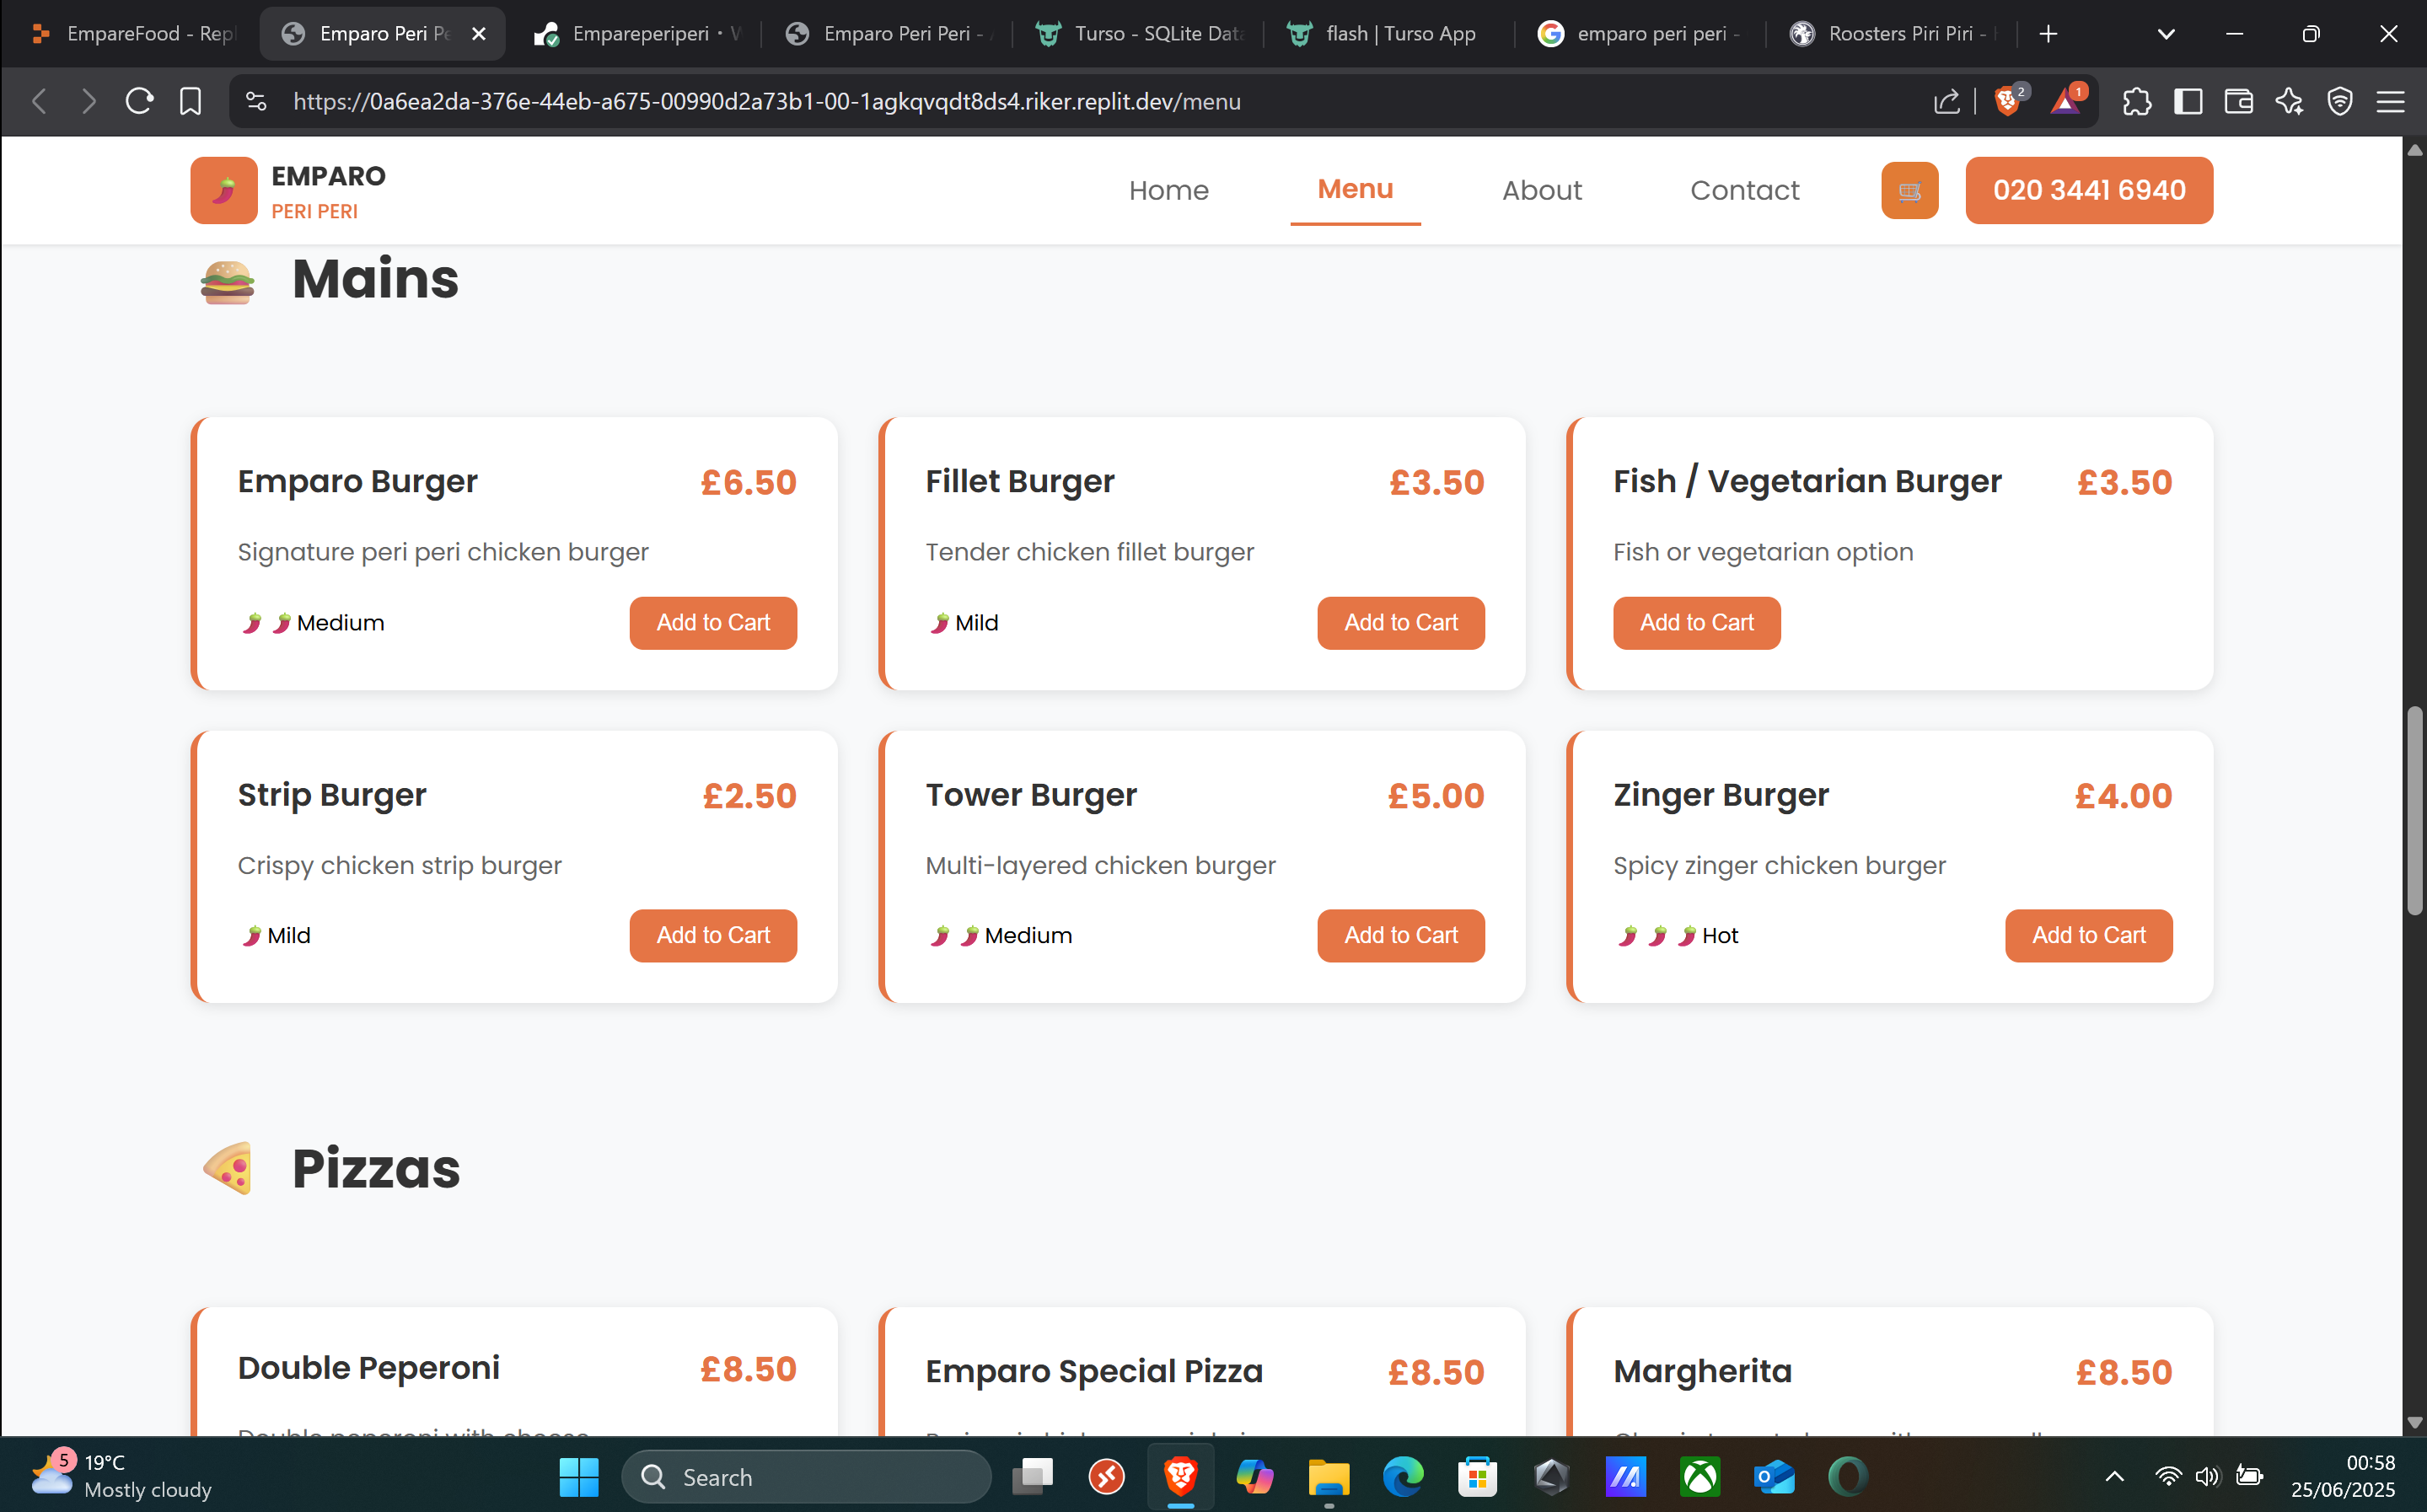 EmpareFood - Repl
Emparo Peri Pe
Empareperiperi • W
Emparo Peri Peri - A
Turso - SQLite Data
flash | Turso App
emparo peri peri -
Roosters Piri Piri -
https://0a6ea2da-376e-44eb-a675-00990d2a73b1-00-1agkqvqdt8ds4.riker.replit.dev/menu
2
1
EMPARO
PERI PERI
Home
Menu
About
Contact
020 3441 6940
Mains
Emparo Burger
£6.50
Signature peri peri chicken burger
Medium
Add to Cart
Fillet Burger
£3.50
Tender chicken fillet burger
Mild
Add to Cart
Fish / Vegetarian Burger
£3.50
Fish or vegetarian option
Add to Cart
Strip Burger
£2.50
Crispy chicken strip burger
Mild
Add to Cart
Tower Burger
£5.00
Multi-layered chicken burger
Medium
Add to Cart
Zinger Burger
£4.00
Spicy zinger chicken burger
Hot
Add to Cart
Pizzas
Double Peperoni
£8.50
Double peperoni with cheese
Emparo Special Pizza
£8.50
Margherita
£8.50
5
19°C
Mostly cloudy
Search
00:58
25/06/2025